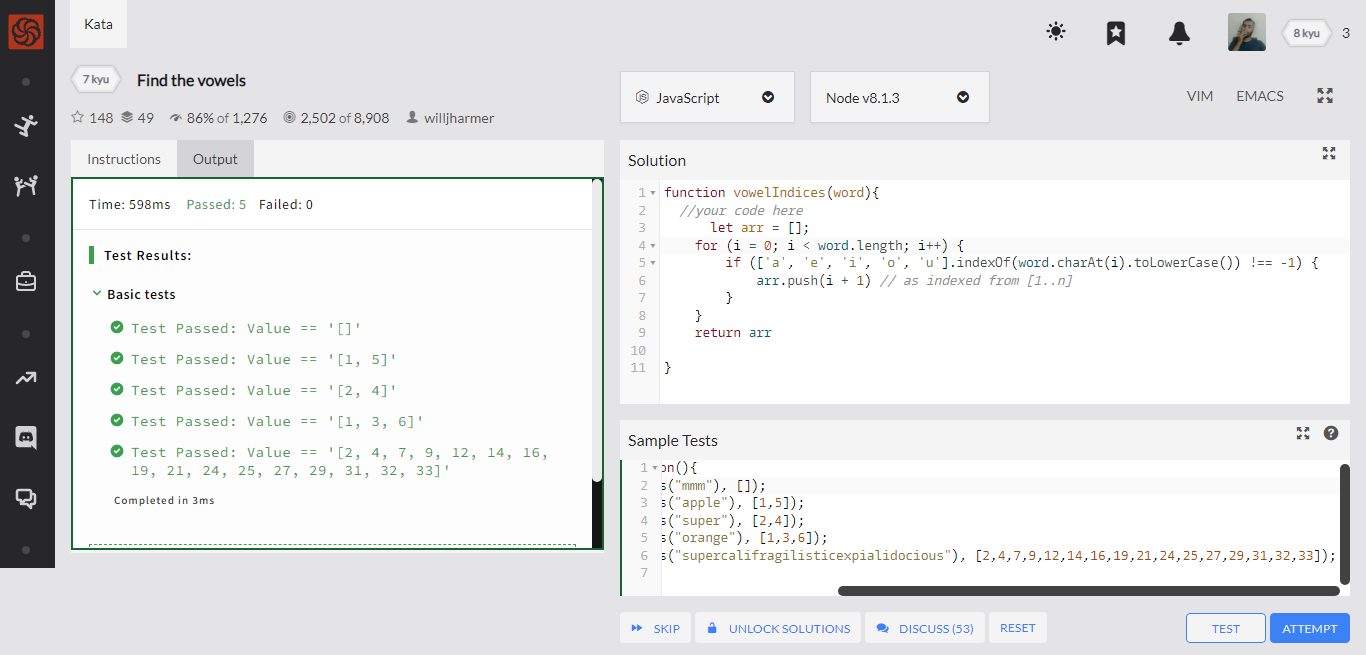 Kata
8 kyu
3
7 kyu
Find the vowels
148 49 86% of 1,276 2,502 of 8,908 willjharmer
JavaScript
Node v8.1.3
VIM EMACS
Instructions Output
Time: 598ms Passed: 5 Failed: 0
Test Results:
Basic tests
Test Passed: Value == '[]'
Test Passed: Value == '[1, 5]'
Test Passed: Value == '[2, 4]'
Test Passed: Value == '[1, 3, 6]'
Test Passed: Value == '[2, 4, 7, 9, 12, 14, 16,
19, 21, 24, 25, 27, 29, 31, 32, 33]'
Completed in 3ms
Solution
1 function vowelIndices(word){
2 //your code here
3 let arr = [];
4 for (i = 0; i < word.length; i++) {
5 if (['a', 'e', 'i', 'o', 'u'].indexOf(word.charAt(i).toLowerCase()) !== -1) {
6 arr.push(i + 1) // as indexed from [1..n]
7 }
8 }
9 return arr
10
11 }
Sample Tests
1 on(){
2 s("mmm"), []);
3 s("apple"), [1,5]);
4 s("super"), [2,4]);
5 s("orange"), [1,3,6]);
6 s("supercalifragilisticexpialidocious"), [2,4,7,9,12,14,16,19,21,24,25,27,29,31,32,33]);
7
SKIP UNLOCK SOLUTIONS DISCUSS (53) RESET TEST ATTEMPT